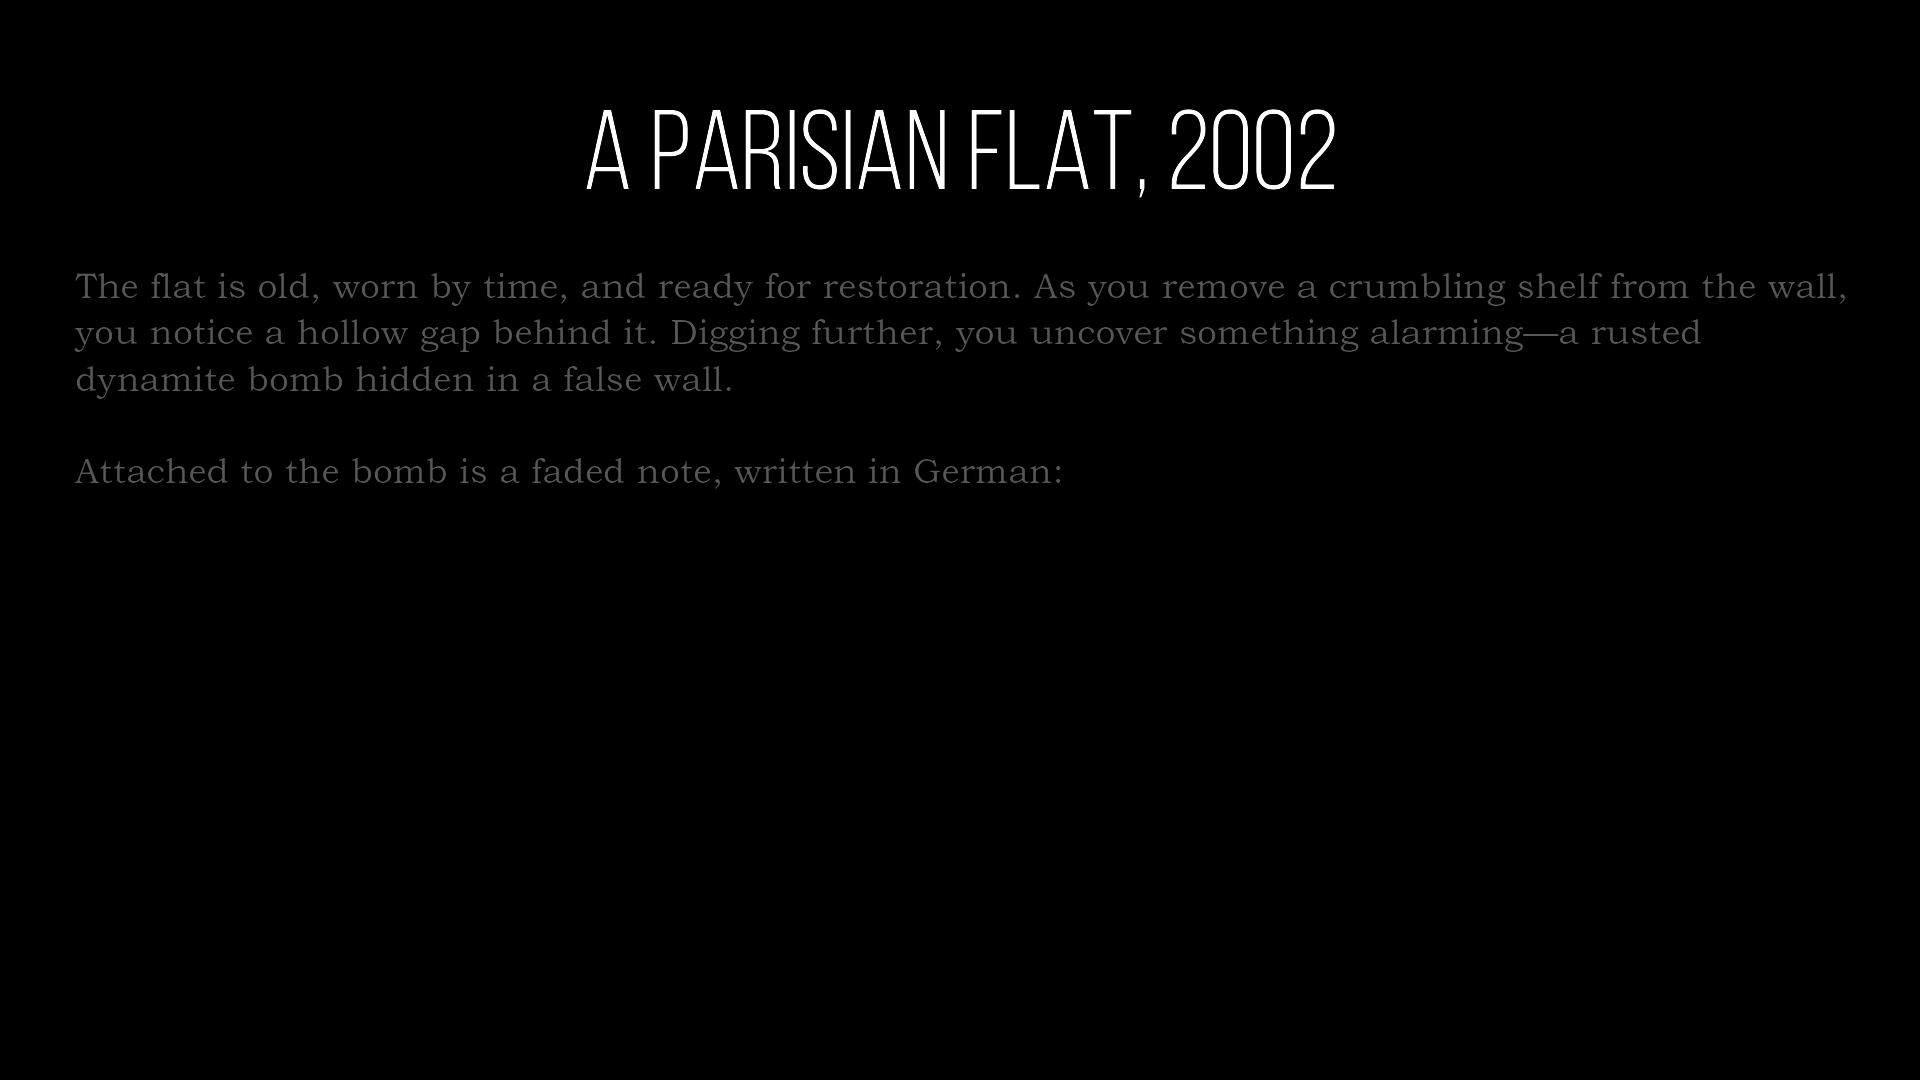 A PARISIAN FLAT, 2002
The flat is old, worn by time, and ready for restoration. As you remove a crumbling shelf from the wall,
you notice a hollow gap behind it. Digging further, you uncover something alarming—a rusted
dynamite bomb hidden in a false wall.
Attached to the bomb is a faded note, written in German: